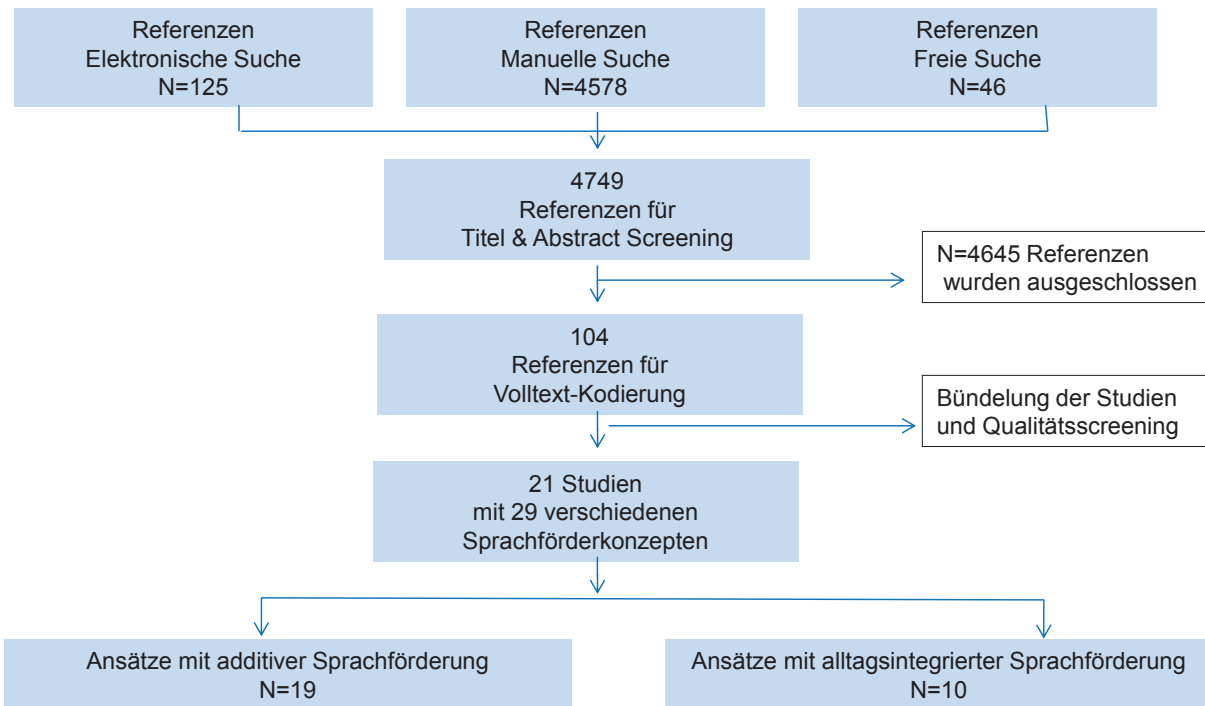 Referenzen
Elektronische Suche
N=125
Referenzen
Manuelle Suche
N=4578
Referenzen
Freie Suche
N=46
4749
Referenzen für
Titel & Abstract Screening
N=4645 Referenzen
wurden ausgeschlossen
104
Referenzen für
Volltext-Kodierung
Bündelung der Studien
und Qualitätsscreening
21 Studien
mit 29 verschiedenen
Sprachförderkonzepten
Ansätze mit additiver Sprachförderung
N=19
Ansätze mit alltagsintegrierter Sprachförderung
N=10